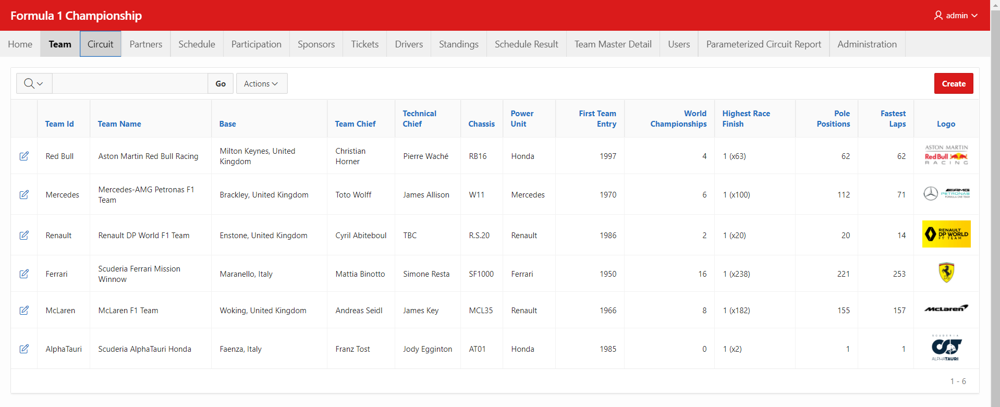 Formula 1 Championship
admin
Home Team Circuit Partners Schedule Participation Sponsors Tickets Drivers Standings Schedule Result Team Master Detail Users Parameterized Circuit Report Administration
Go Actions Create
Team Id Team Name Base Team Chief Technical Chief Chassis Power Unit First Team Entry World Championships Highest Race Finish Pole Positions Fastest Laps Logo
Red Bull Aston Martin Red Bull Racing Milton Keynes, United Kingdom Christian Horner Pierre Waché RB16 Honda 1997 4 1 (x63) 62 62
ASTON MARTIN
Red Bull
RACING
Mercedes Mercedes-AMG Petronas F1 Team Brackley, United Kingdom Toto Wolff James Allison W11 Mercedes 1970 6 1 (x100) 112 71
AMG
PETRONAS
FORMULA ONE TEAM
Renault Renault DP World F1 Team Enstone, United Kingdom Cyril Abiteboul TBC R.S.20 Renault 1986 2 1 (x20) 20 14
RENAULT
DP WORLD
F1 TEAM
Ferrari Scuderia Ferrari Mission Winnow Maranello, Italy Mattia Binotto Simone Resta SF1000 Ferrari 1950 16 1 (x238) 221 253
McLaren McLaren F1 Team Woking, United Kingdom Andreas Seidl James Key MCL35 Renault 1966 8 1 (x182) 155 157
McLaren
AlphaTauri Scuderia AlphaTauri Honda Faenza, Italy Franz Tost Jody Egginton AT01 Honda 1985 0 1 (x2) 1 1
SCUDERIA
ALPHATAURI
1 - 6